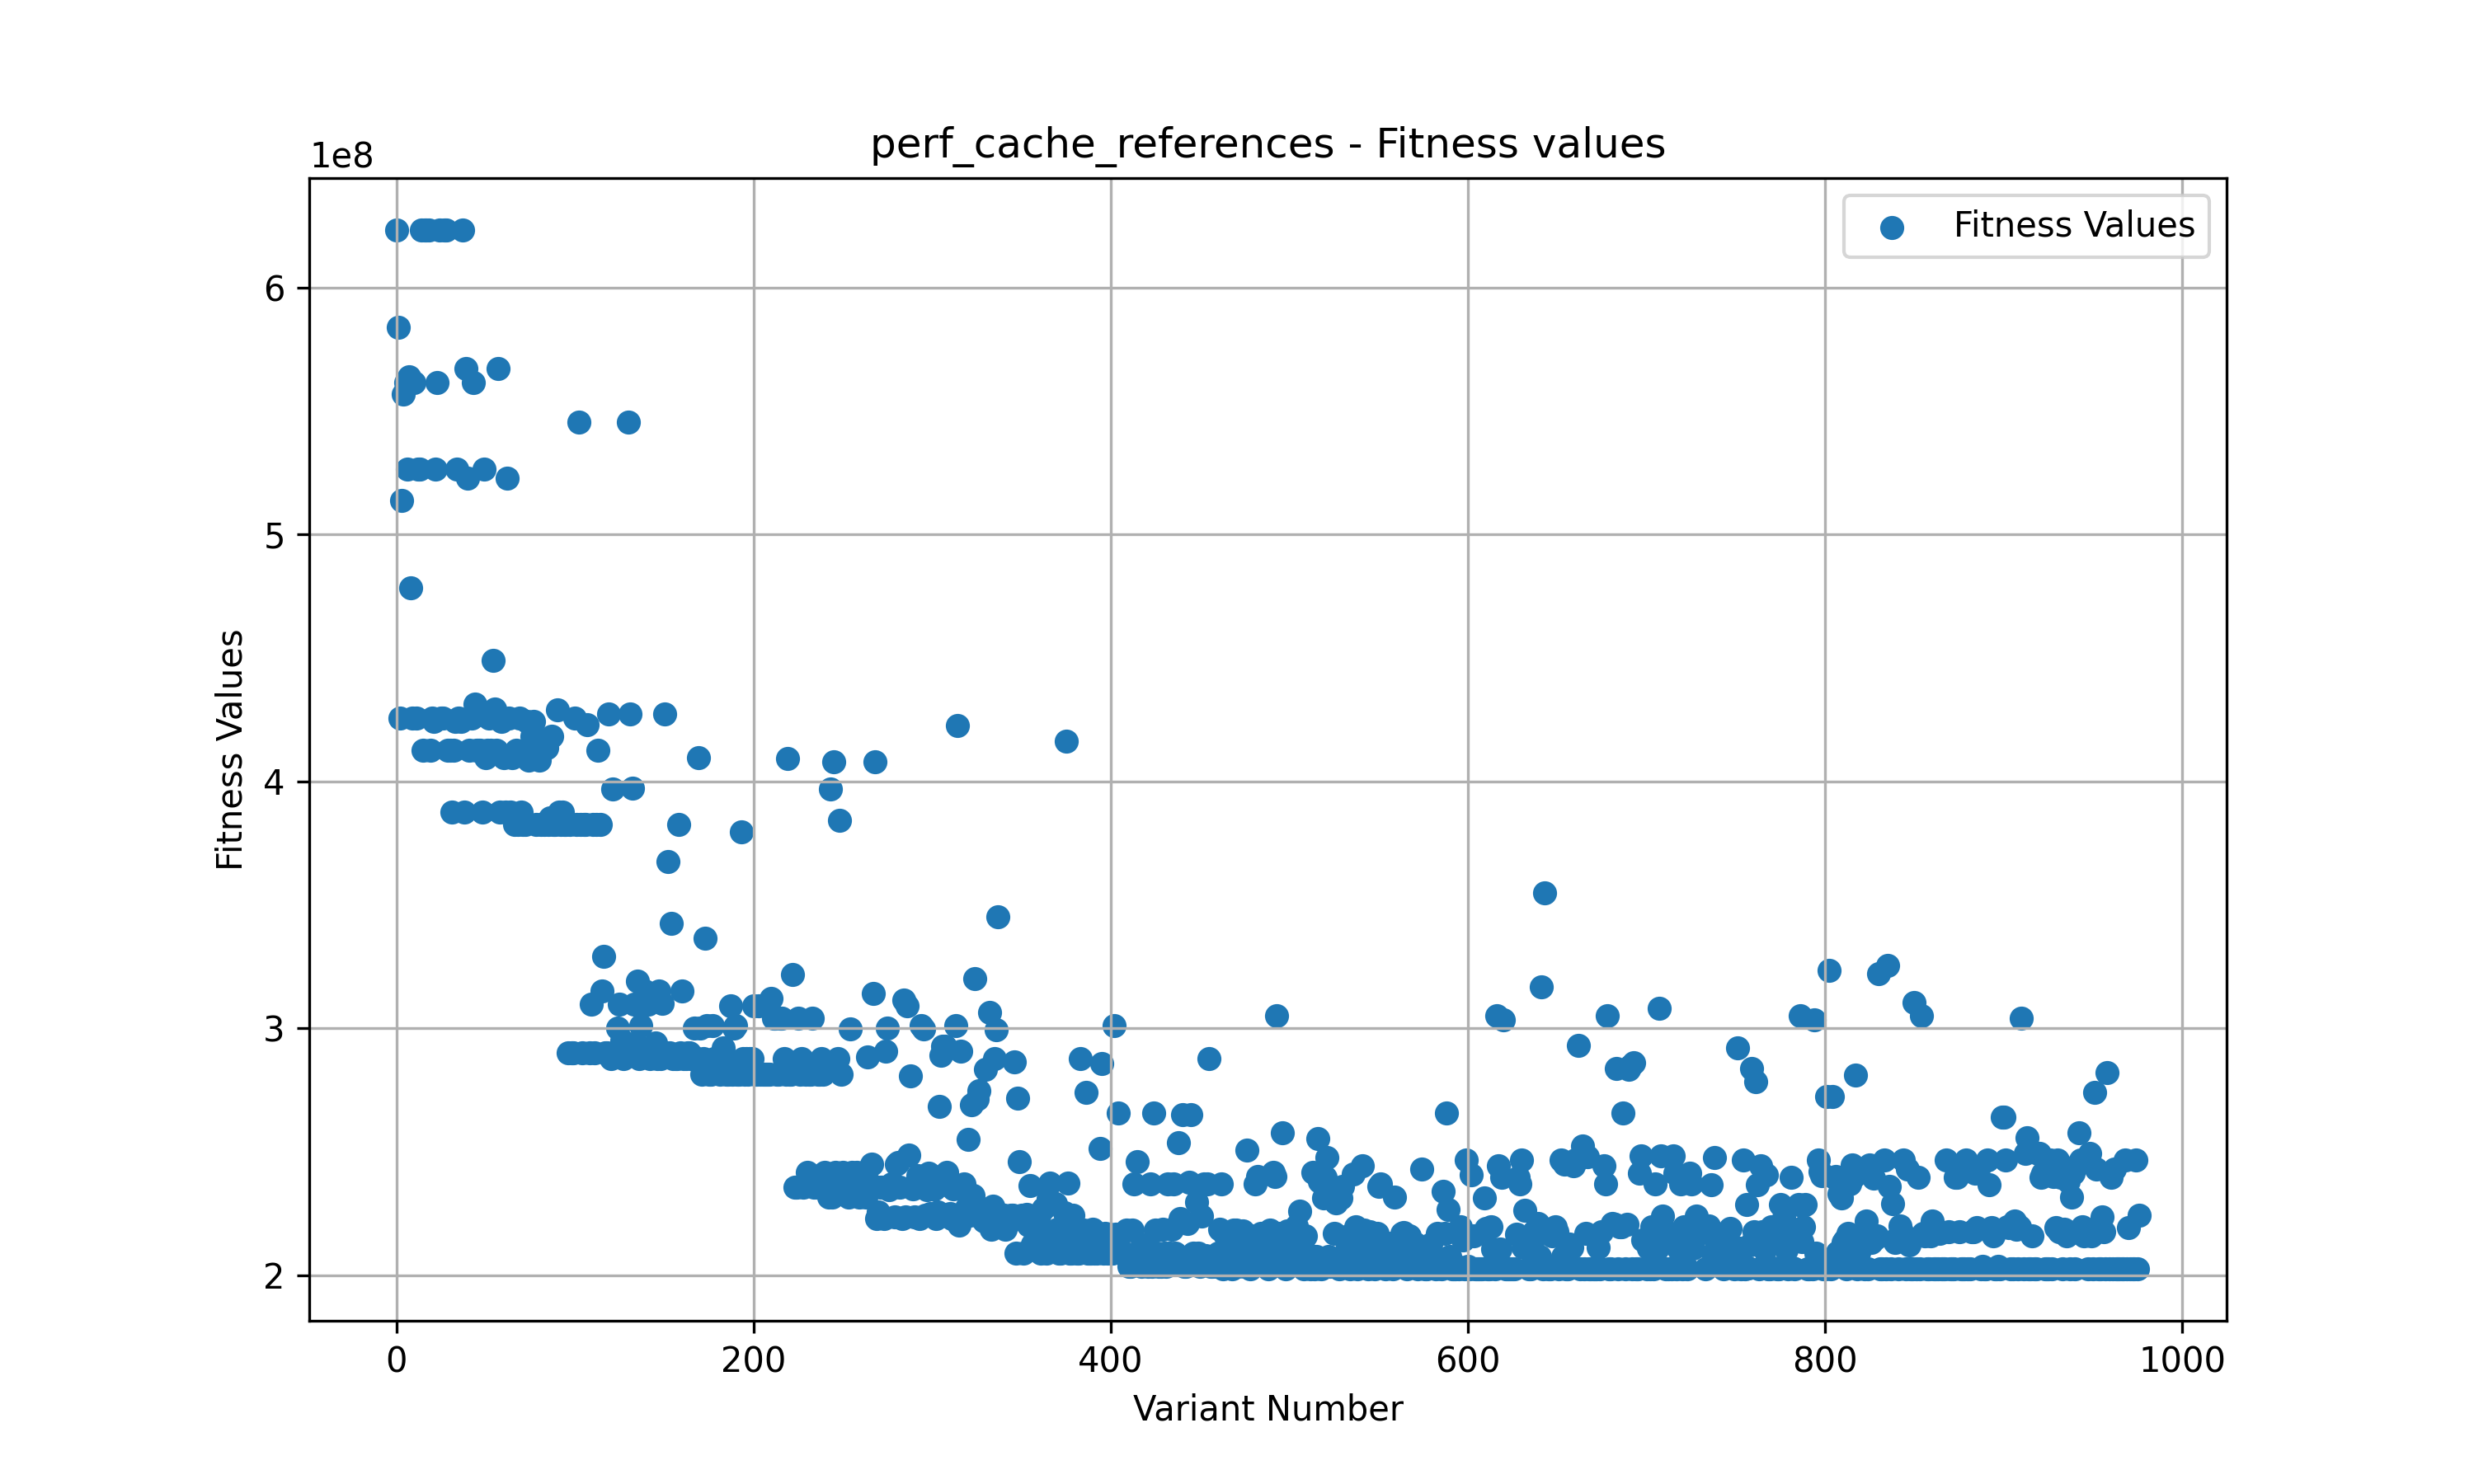 perf_cache_references - Fitness values
1e8
Fitness Values
6
5
4
3
2
Fitness Values
0 200 400 600 800 1000
Variant Number